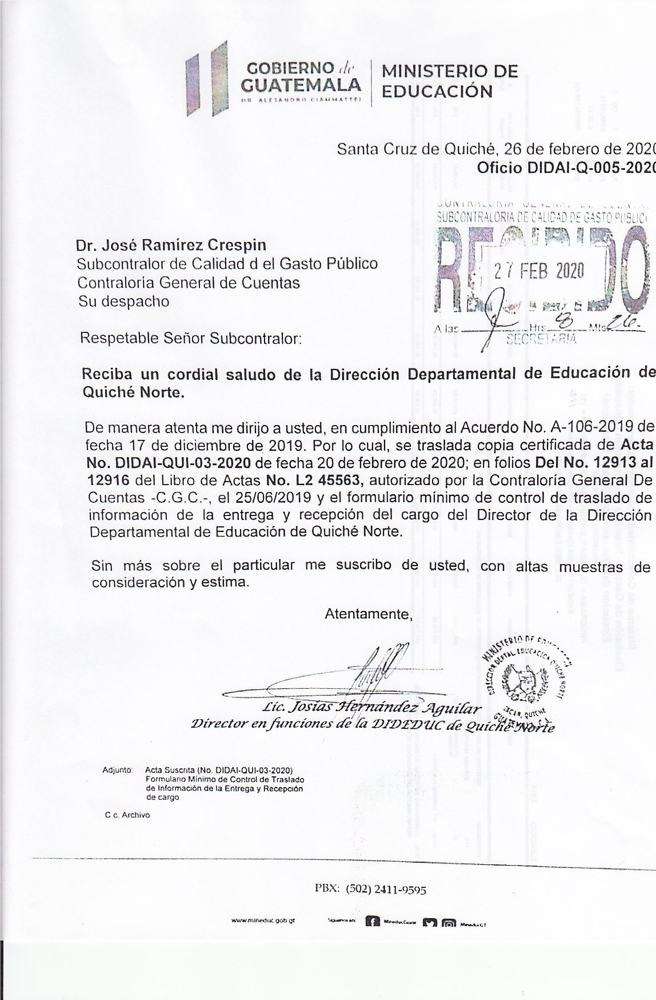 GOBIERNO de
GUATEMALA
DR. ALEJANDRO GIAMMATTEI
MINISTERIO DE
EDUCACIÓN
Santa Cruz de Quiché, 26 de febrero de 2020
Oficio DIDAI-Q-005-2020
CONTRALORIA GENERAL DE CUENTAS
SUBCONTRALORIA DE CALIDAD DE GASTO PUBLICO
RECIBIDO
27 FEB 2020
A las Hrs. 8 Mts. 26.
SECRETARIA
Dr. José Ramírez Crespin
Subcontralor de Calidad d el Gasto Público
Contraloría General de Cuentas
Su despacho
Respetable Señor Subcontralor:
Reciba un cordial saludo de la Dirección Departamental de Educación de
Quiché Norte.
De manera atenta me dirijo a usted, en cumplimiento al Acuerdo No. A-106-2019 de
fecha 17 de diciembre de 2019. Por lo cual, se traslada copia certificada de Acta
No. DIDAI-QUI-03-2020 de fecha 20 de febrero de 2020; en folios Del No. 12913 al
12916 del Libro de Actas No. L2 45563, autorizado por la Contraloría General De
Cuentas -C.G.C.-, el 25/06/2019 y el formulario mínimo de control de traslado de
información de la entrega y recepción del cargo del Director de la Dirección
Departamental de Educación de Quiché Norte.
Sin más sobre el particular me suscribo de usted, con altas muestras de
consideración y estima.
Atentamente,
MINISTERIO DE EDUCACION
DIRECCION DEPTAL. EDUCACION QUICHE NORTE
IXCAN, QUICHE
GUATEMALA, C.A.
Lic. Josías Hernández Aguilar
Director en funciones de la DIDEDUC de Quiché Norte
Adjunto: Acta Suscrita (No. DIDAI-QUI-03-2020)
Formulario Mínimo de Control de Traslado
de Información de la Entrega y Recepción
de cargo.
C.c. Archivo
PBX: (502) 2411-9595
www.mineduc.gob.gt
Síguenos en: